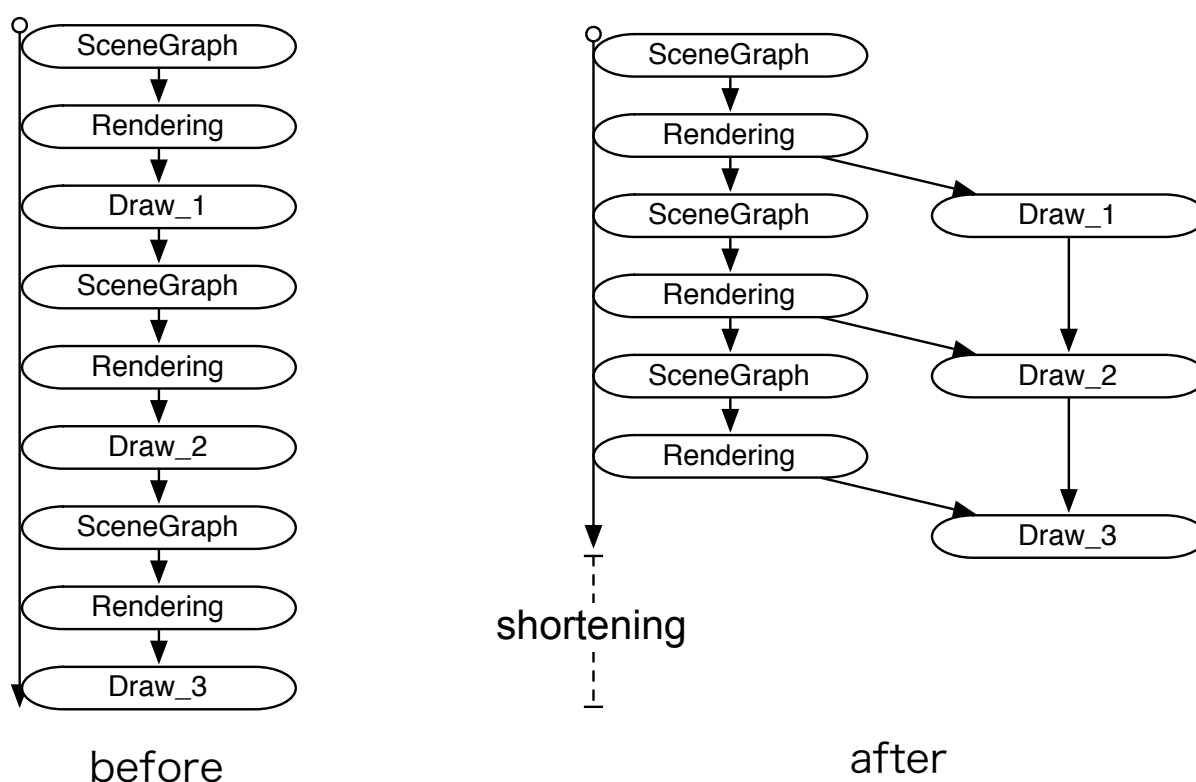 SceneGraph
Rendering
Draw_1
SceneGraph
Rendering
Draw_2
SceneGraph
Rendering
Draw_3
before
SceneGraph
Rendering
SceneGraph
Draw_1
Rendering
SceneGraph
Draw_2
Rendering
Draw_3
shortening
after